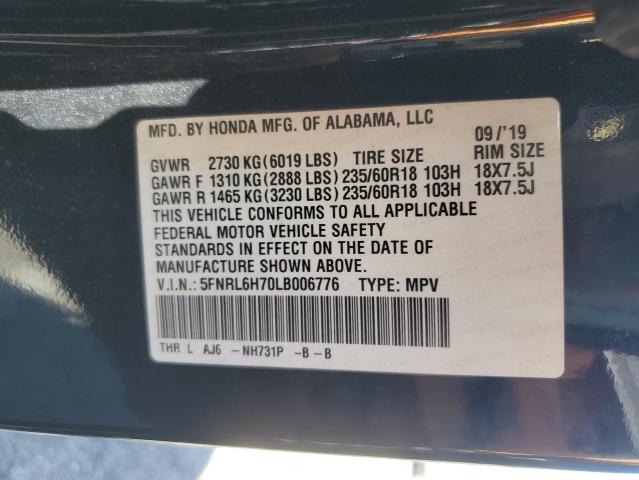 MFD. BY HONDA MFG. OF ALABAMA, LLC 09/'19
GVWR 2730 KG(6019 LBS) TIRE SIZE RIM SIZE
GAWR F 1310 KG(2888 LBS)235/60R18 103H 18X7.5J
GAWR R 1465 KG(3230 LBS)235/60R18 103H 18X7.5J
THIS VEHICLE CONFORMS TO ALL APPLICABLE
FEDERAL MOTOR VEHICLE SAFETY
STANDARDS IN EFFECT ON THE DATE OF
MANUFACTURE SHOWN ABOVE.
V.I.N.: 5FNRL6H70LB006776 TYPE: MPV
THR L AJ6 -NH731P -B-B